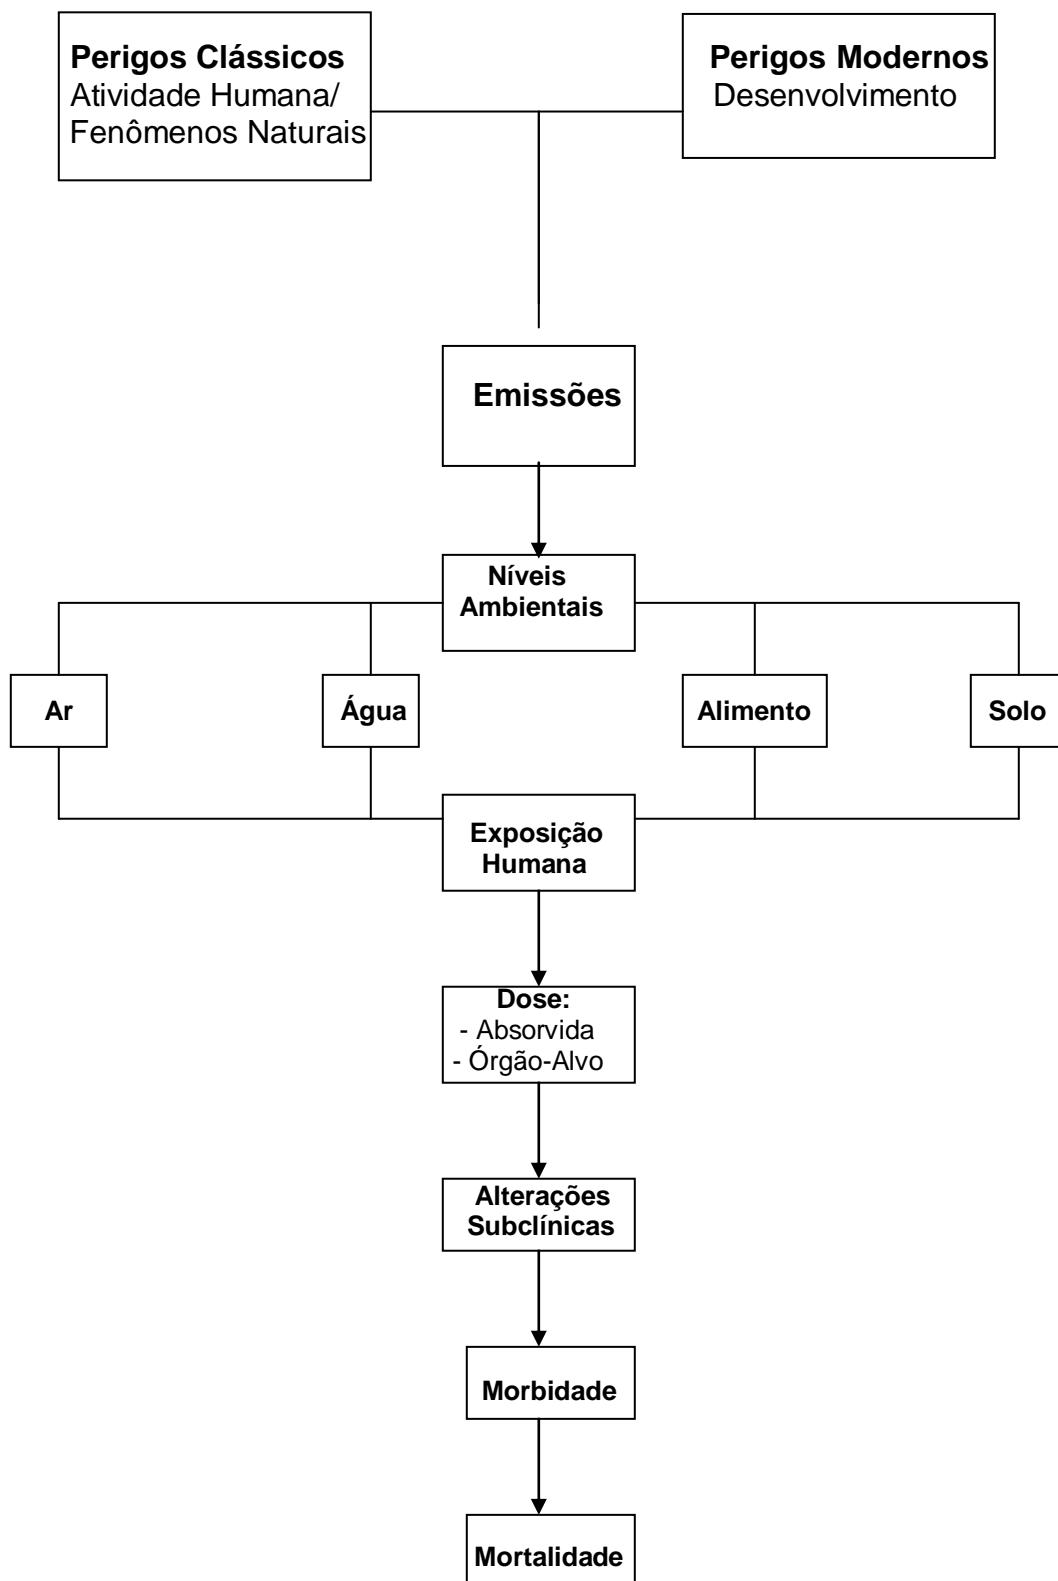 Perigos Clássicos
Atividade Humana/
Fenômenos Naturais
Perigos Modernos
Desenvolvimento
Emissões
Níveis
Ambientais
Ar
Água
Alimento
Solo
Exposição
Humana
Dose:
- Absorvida
- Órgão-Alvo
Alterações
Subclínicas
Morbidade
Mortalidade